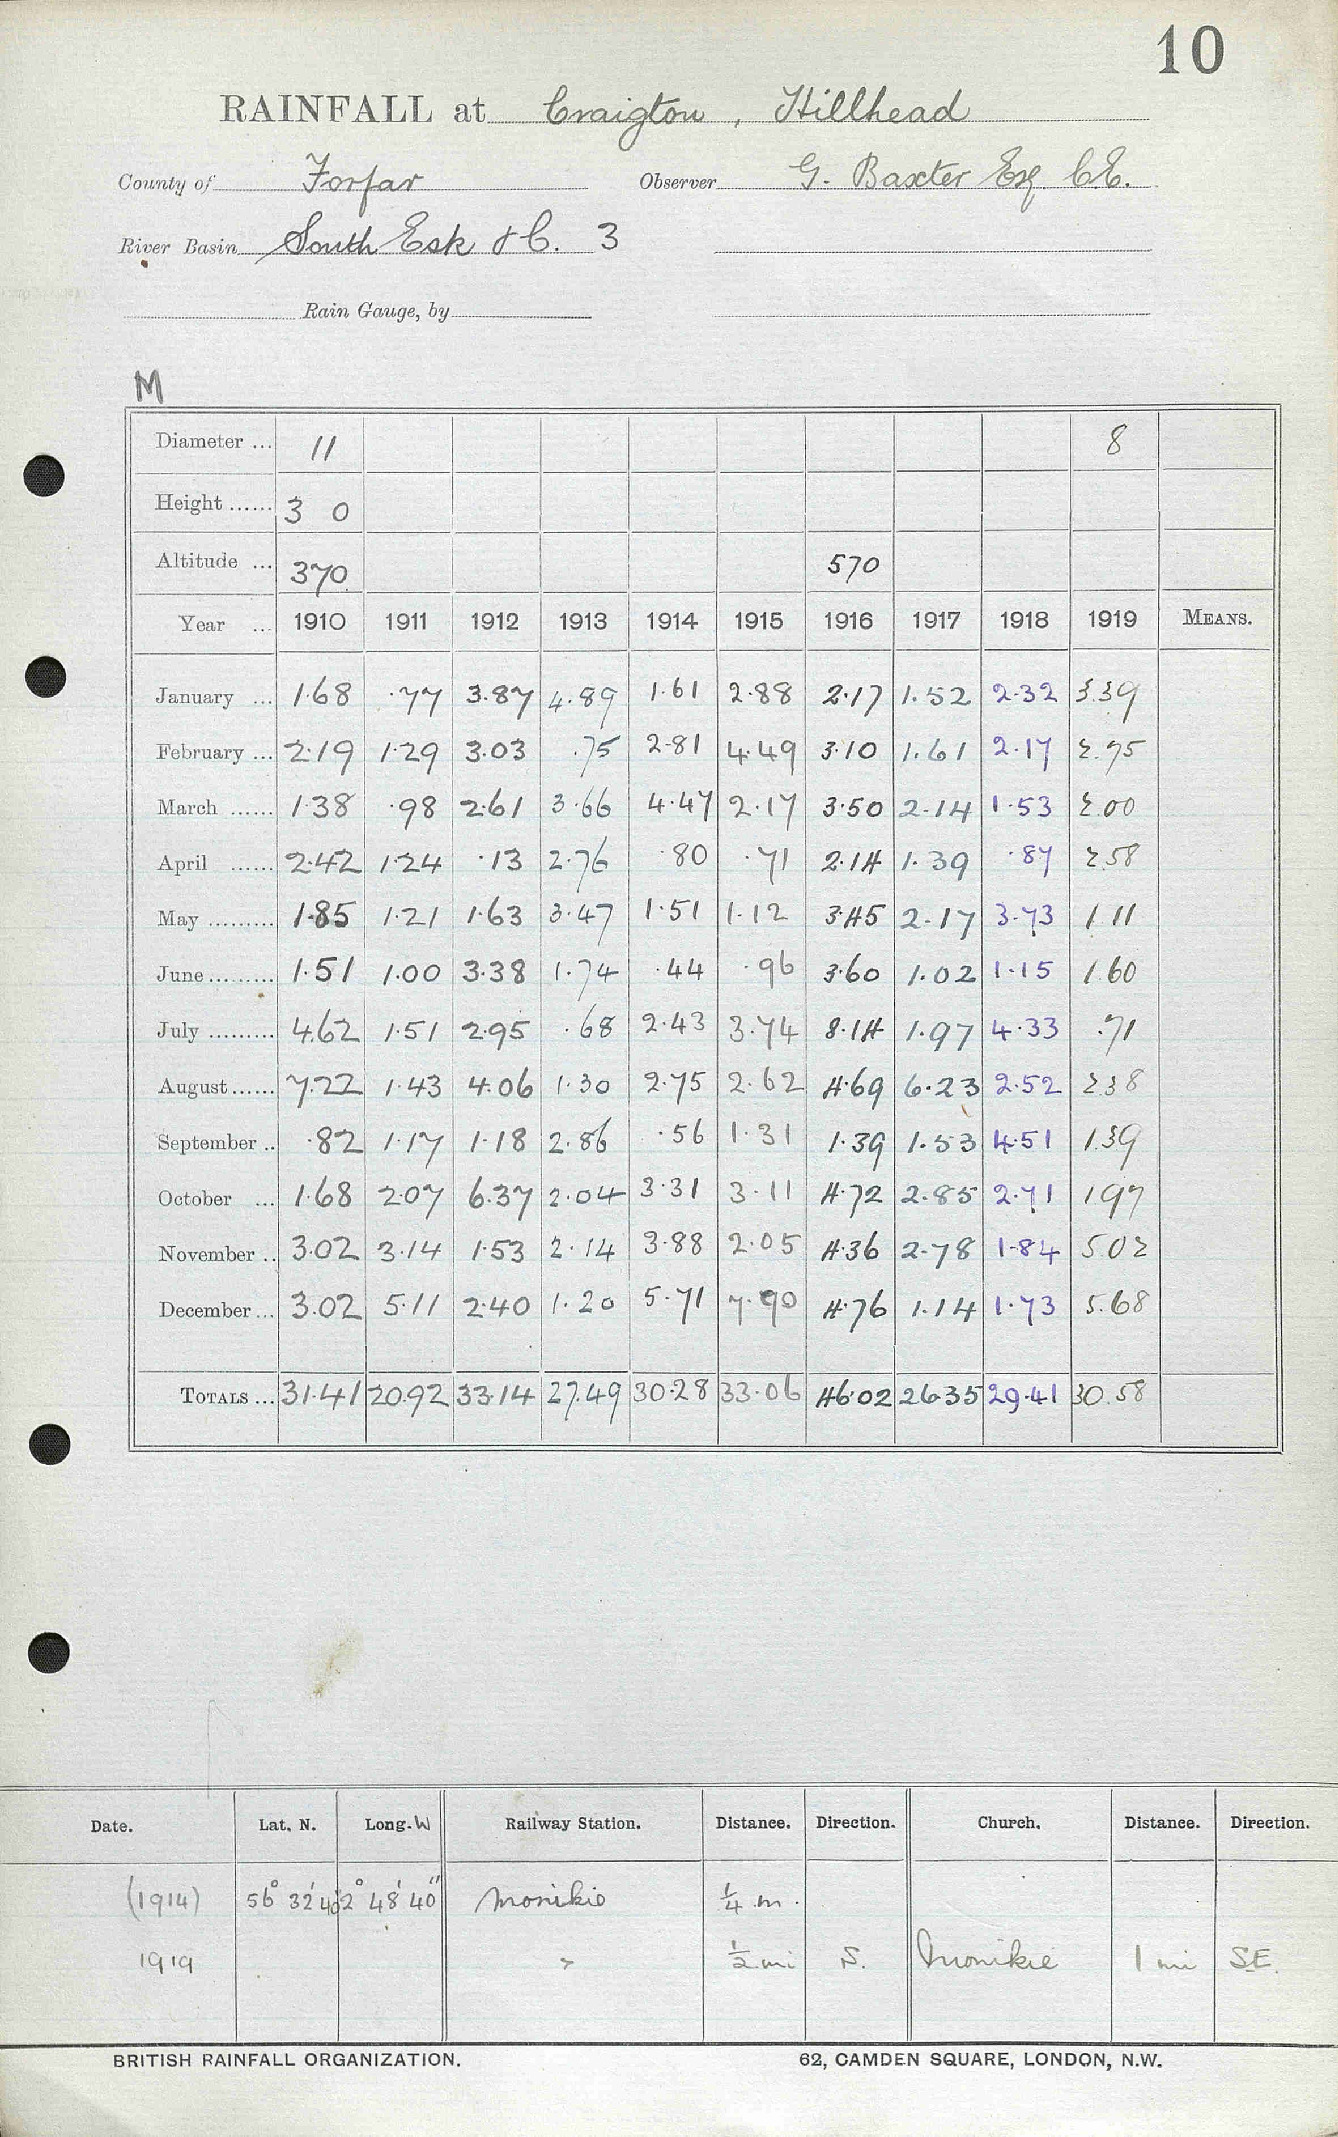 10
RAINFALL at Craigton, Hillhead
County of Forfar Observer G. Baxter Esq C.E.
River Basin South Esk &C. 3
Rain Gauge, by
M
Diameter ... 11 8
Height ...... 3 0
Altitude ... 370 570
Year ... 1910 1911 1912 1913 1914 1915 1916 1917 1918 1919 MEANS.
January ... 1.68 .77 3.87 4.89 1.61 2.88 2.17 1.52 2.32 3.39
February ... 2.19 1.29 3.03 .75 2.81 4.49 3.10 1.61 2.17 2.75
March ...... 1.38 .98 2.61 3.66 4.47 2.17 3.50 2.14 1.53 2.00
April ...... 2.42 1.24 .13 2.76 .80 .71 2.14 1.39 .87 2.58
May ......... 1.85 1.21 1.63 3.47 1.51 1.12 3.45 2.17 3.73 1.11
June ......... 1.51 1.00 3.38 1.74 .44 .96 3.60 1.02 1.15 1.60
July ......... 4.62 1.51 2.95 .68 2.43 3.74 8.14 1.97 4.33 .71
August ...... 7.22 1.43 4.06 1.30 2.75 2.62 4.69 6.23 2.52 2.38
September .. .82 1.17 1.18 2.86 .56 1.31 1.39 1.53 4.51 1.39
October ... 1.68 2.07 6.37 2.04 3.31 3.11 4.72 2.85 2.71 1.97
November .. 3.02 3.14 1.53 2.14 3.88 2.05 4.36 2.78 1.84 5.02
December ... 3.02 5.11 2.40 1.20 5.71 7.90 4.76 1.14 1.73 5.68
TOTALS ... 31.41 20.92 33.14 27.49 30.28 33.06 46.02 26.35 29.41 30.58
Date. Lat. N. Long. W Railway Station. Distance. Direction. Church. Distance. Direction.
(1914) 56° 32' 40 2° 48' 40" Monikie 1/4 m.
1919 " 1/2 mi S. Monikie 1 mi SE.
BRITISH RAINFALL ORGANIZATION. 62, CAMDEN SQUARE, LONDON, N.W.